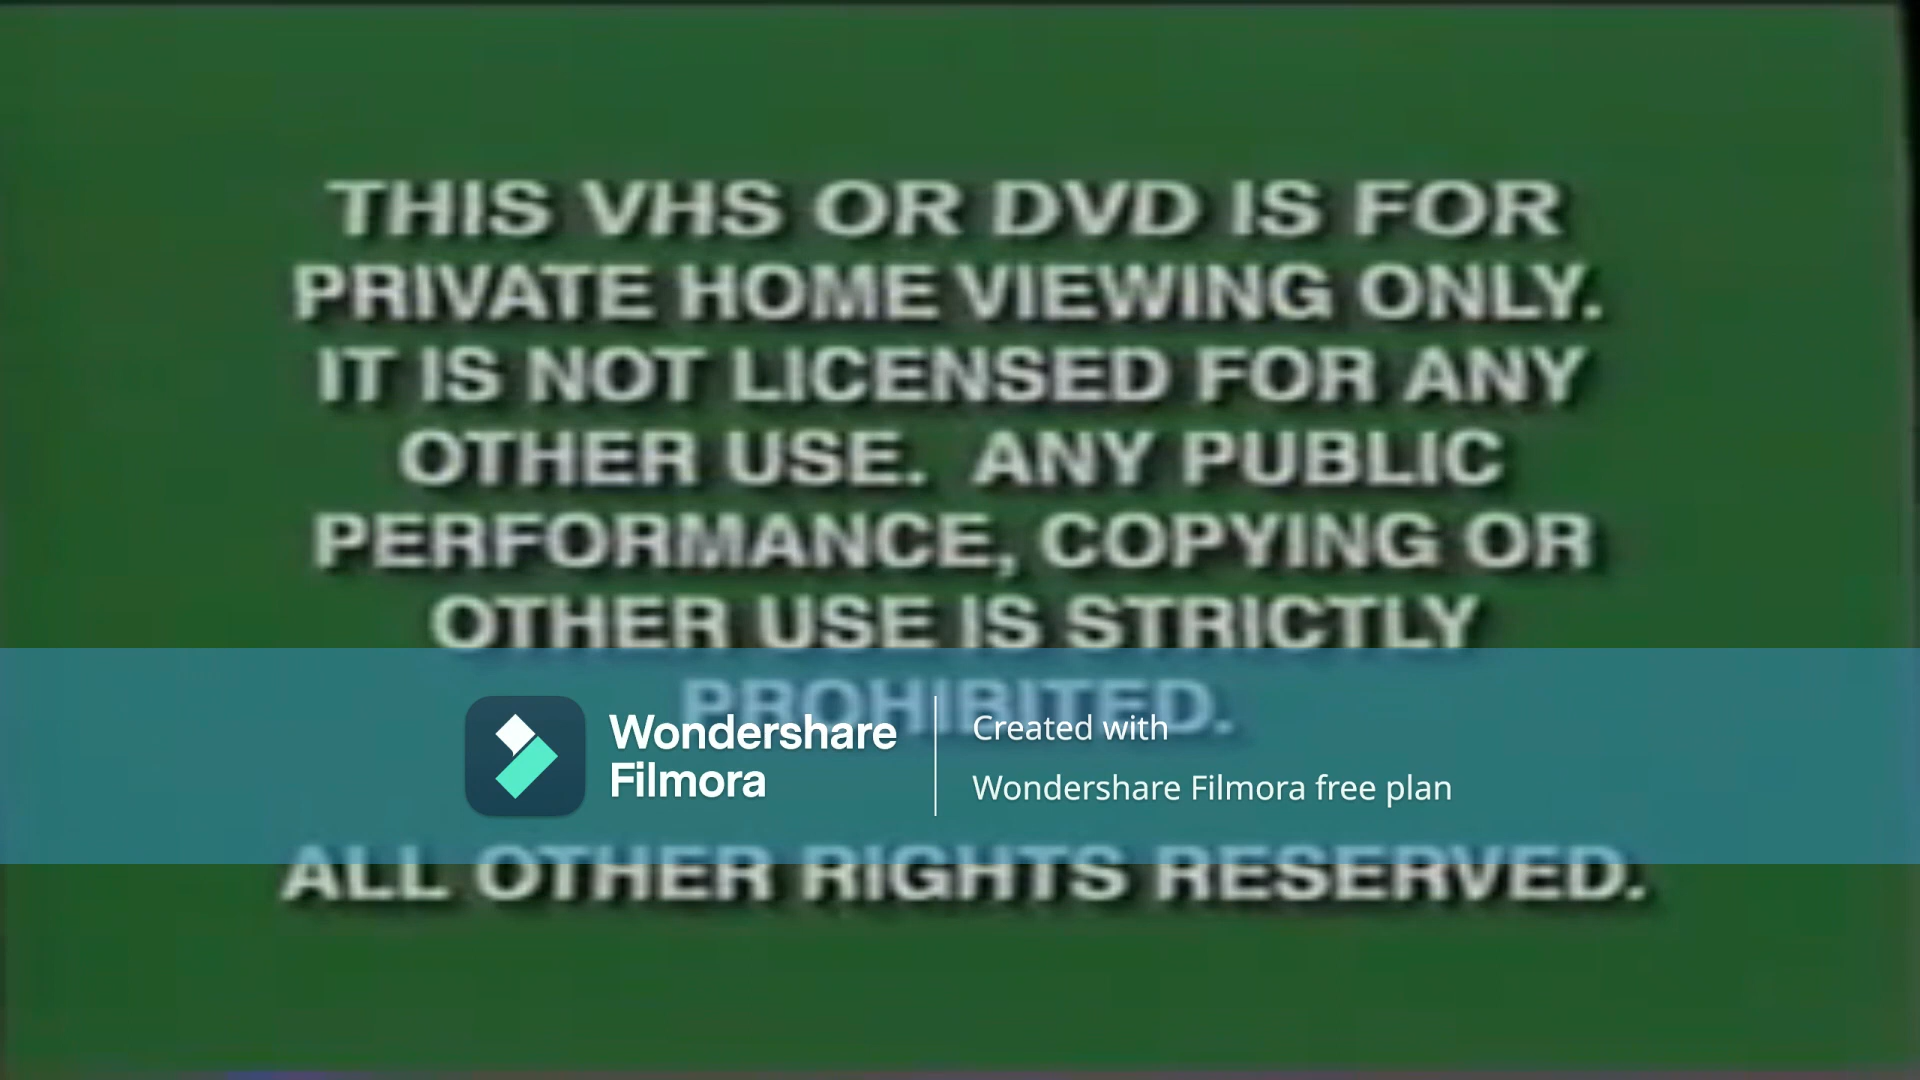 THIS VHS OR DVD IS FOR
PRIVATE HOME VIEWING ONLY.
IT IS NOT LICENSED FOR ANY
OTHER USE.  ANY PUBLIC
PERFORMANCE, COPYING OR
OTHER USE IS STRICTLY
PROHIBITED.
Wondershare
Filmora
Created with
Wondershare Filmora free plan
ALL OTHER RIGHTS RESERVED.